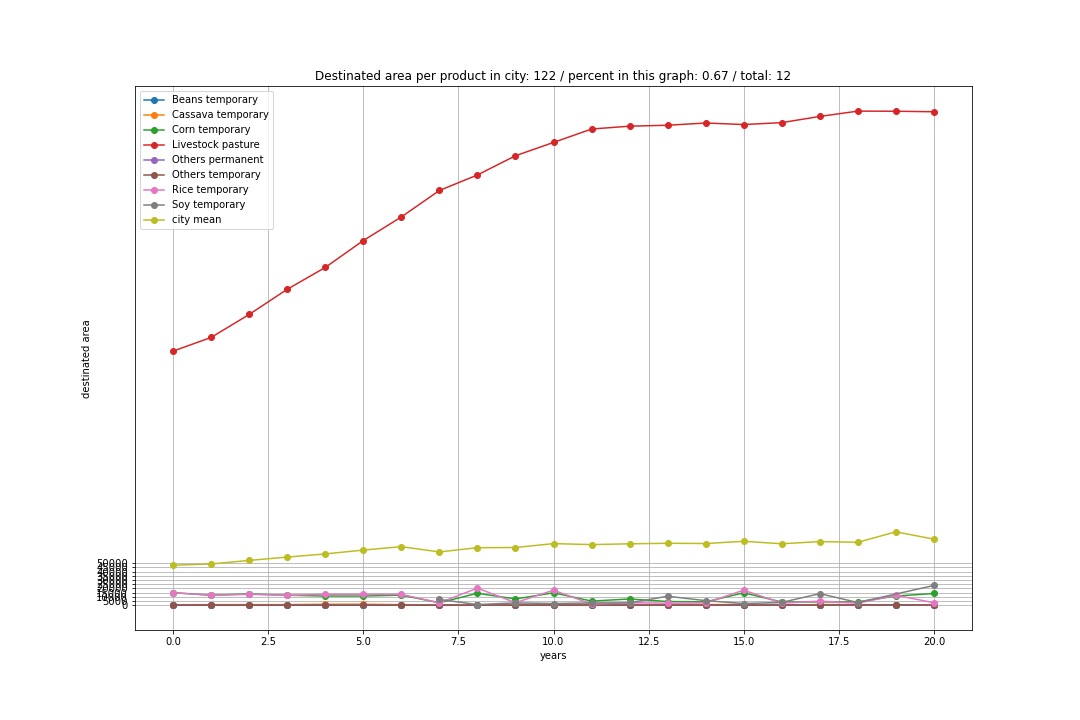 Destinated area per product in city: 122 / percent in this graph: 0.67 / total: 12
Beans temporary
Cassava temporary
Corn temporary
Livestock pasture
Others permanent
Others temporary
Rice temporary
Soy temporary
city mean
destinated area
50000
5000
0
0.0 2.5 5.0 7.5 10.0 12.5 15.0 17.5 20.0
years